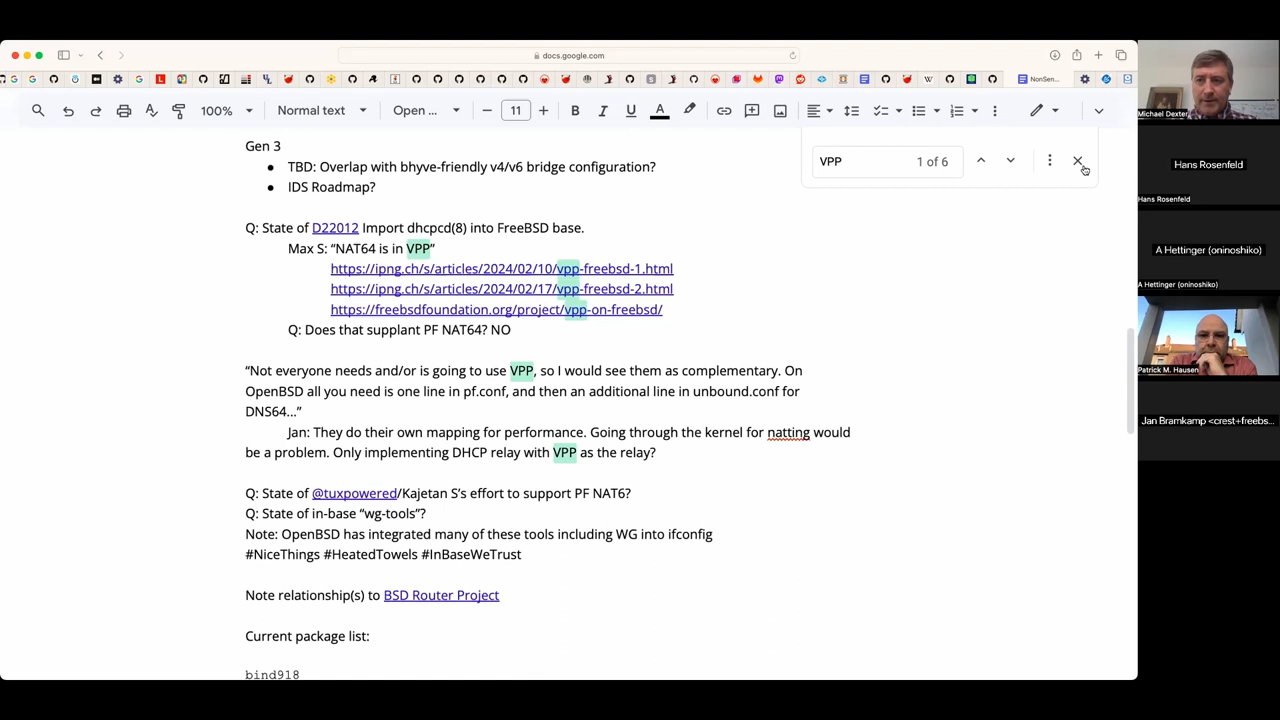 docs.google.com
NonSen...
100%
Normal text
Open ...
11
VPP
1 of 6
Gen 3
● TBD: Overlap with bhyve-friendly v4/v6 bridge configuration?
● IDS Roadmap?
Q: State of D22012 Import dhcpcd(8) into FreeBSD base.
Max S: “NAT64 is in VPP”
https://ipng.ch/s/articles/2024/02/10/vpp-freebsd-1.html
https://ipng.ch/s/articles/2024/02/17/vpp-freebsd-2.html
https://freebsdfoundation.org/project/vpp-on-freebsd/
Q: Does that supplant PF NAT64? NO
“Not everyone needs and/or is going to use VPP, so I would see them as complementary. On
OpenBSD all you need is one line in pf.conf, and then an additional line in unbound.conf for
DNS64...”
Jan: They do their own mapping for performance. Going through the kernel for natting would
be a problem. Only implementing DHCP relay with VPP as the relay?
Q: State of @tuxpowered/Kajetan S’s effort to support PF NAT6?
Q: State of in-base “wg-tools”?
Note: OpenBSD has integrated many of these tools including WG into ifconfig
#NiceThings #HeatedTowels #InBaseWeTrust
Note relationship(s) to BSD Router Project
Current package list:
bind918
Michael Dexter
Hans Rosenfeld
Hans Rosenfeld
A Hettinger (oninoshiko)
A Hettinger (oninoshiko)
Patrick M. Hausen
Jan Bramkamp <crest+freebs...